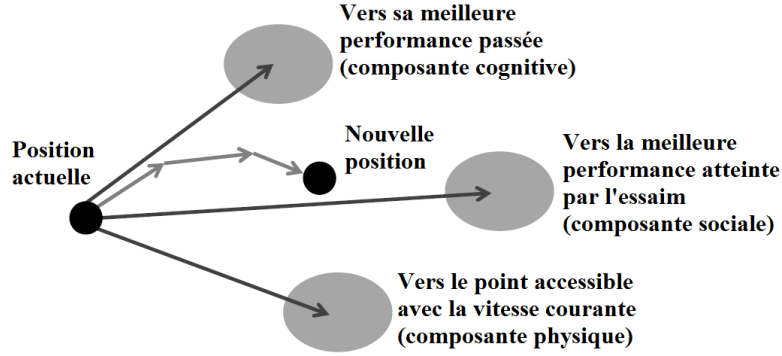 Vers sa meilleure
performance passée
(composante cognitive)
Position
actuelle
Nouvelle
position
Vers la meilleure
performance atteinte
par l'essaim
(composante sociale)
Vers le point accessible
avec la vitesse courante
(composante physique)